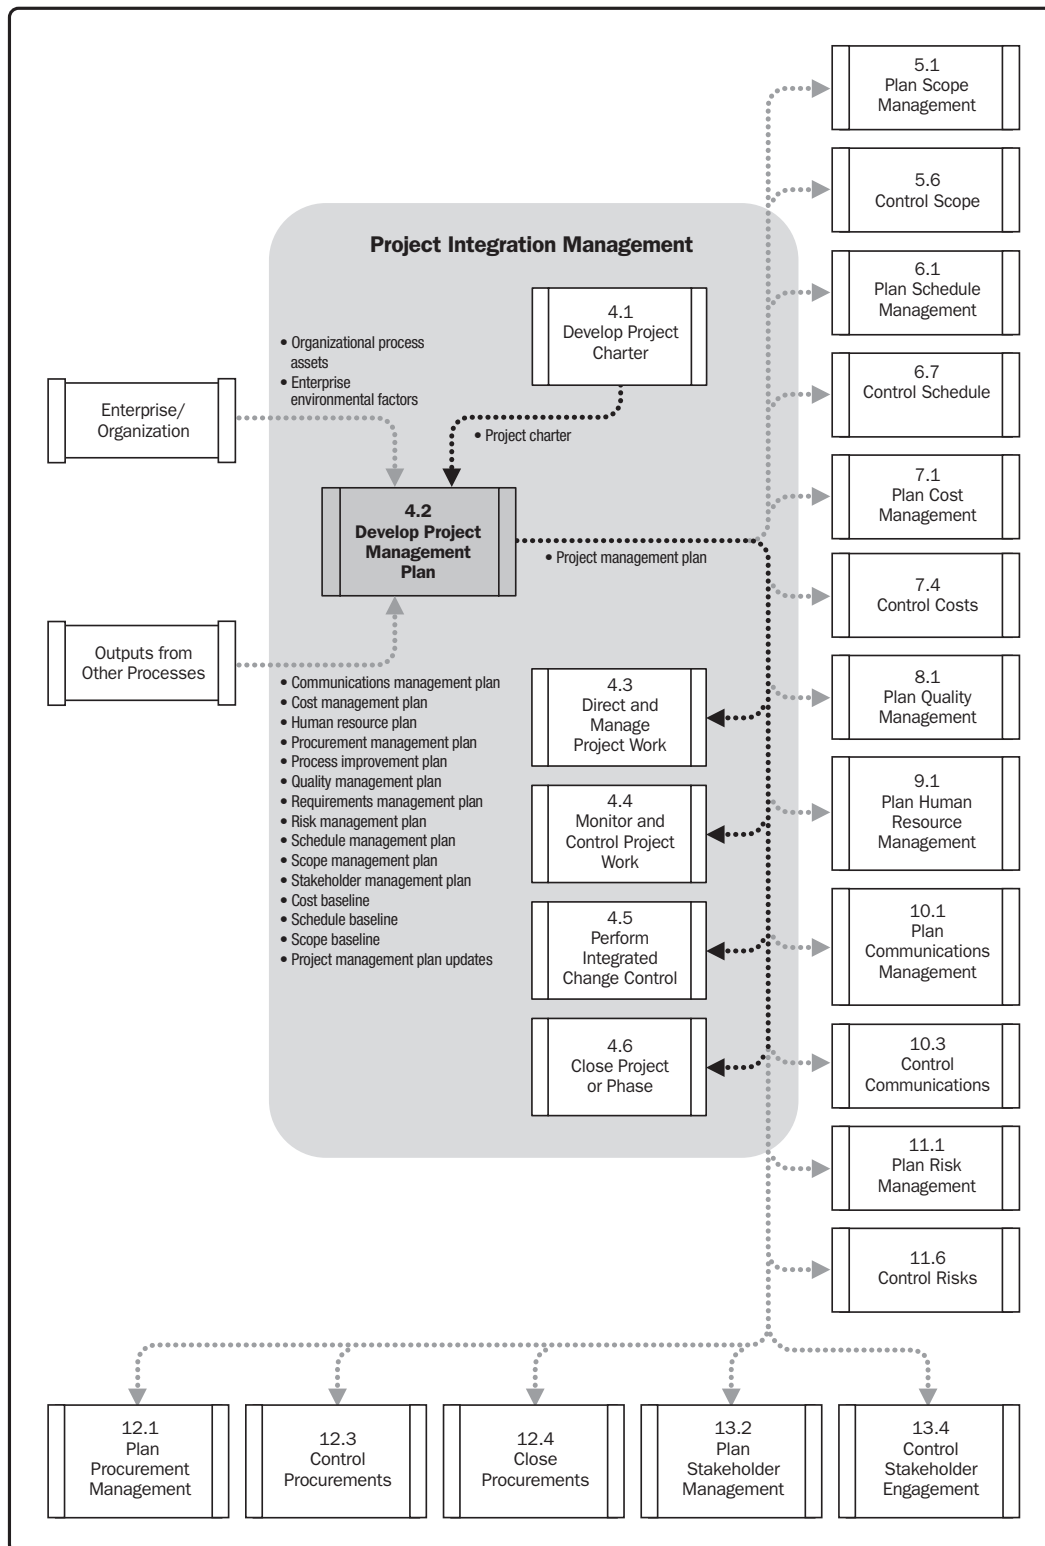 Project Integration Management
4.1
Develop Project
Charter
• Organizational process
assets
• Enterprise
environmental factors
Enterprise/
Organization
• Project charter
4.2
Develop Project
Management
Plan
• Project management plan
Outputs from
Other Processes
• Communications management plan
• Cost management plan
• Human resource plan
• Procurement management plan
• Process improvement plan
• Quality management plan
• Requirements management plan
• Risk management plan
• Schedule management plan
• Scope management plan
• Stakeholder management plan
• Cost baseline
• Schedule baseline
• Scope baseline
• Project management plan updates
4.3
Direct and
Manage
Project Work
4.4
Monitor and
Control Project
Work
4.5
Perform
Integrated
Change Control
4.6
Close Project
or Phase
5.1
Plan Scope
Management
5.6
Control Scope
6.1
Plan Schedule
Management
6.7
Control Schedule
7.1
Plan Cost
Management
7.4
Control Costs
8.1
Plan Quality
Management
9.1
Plan Human
Resource
Management
10.1
Plan
Communications
Management
10.3
Control
Communications
11.1
Plan Risk
Management
11.6
Control Risks
12.1
Plan
Procurement
Management
12.3
Control
Procurements
12.4
Close
Procurements
13.2
Plan
Stakeholder
Management
13.4
Control
Stakeholder
Engagement